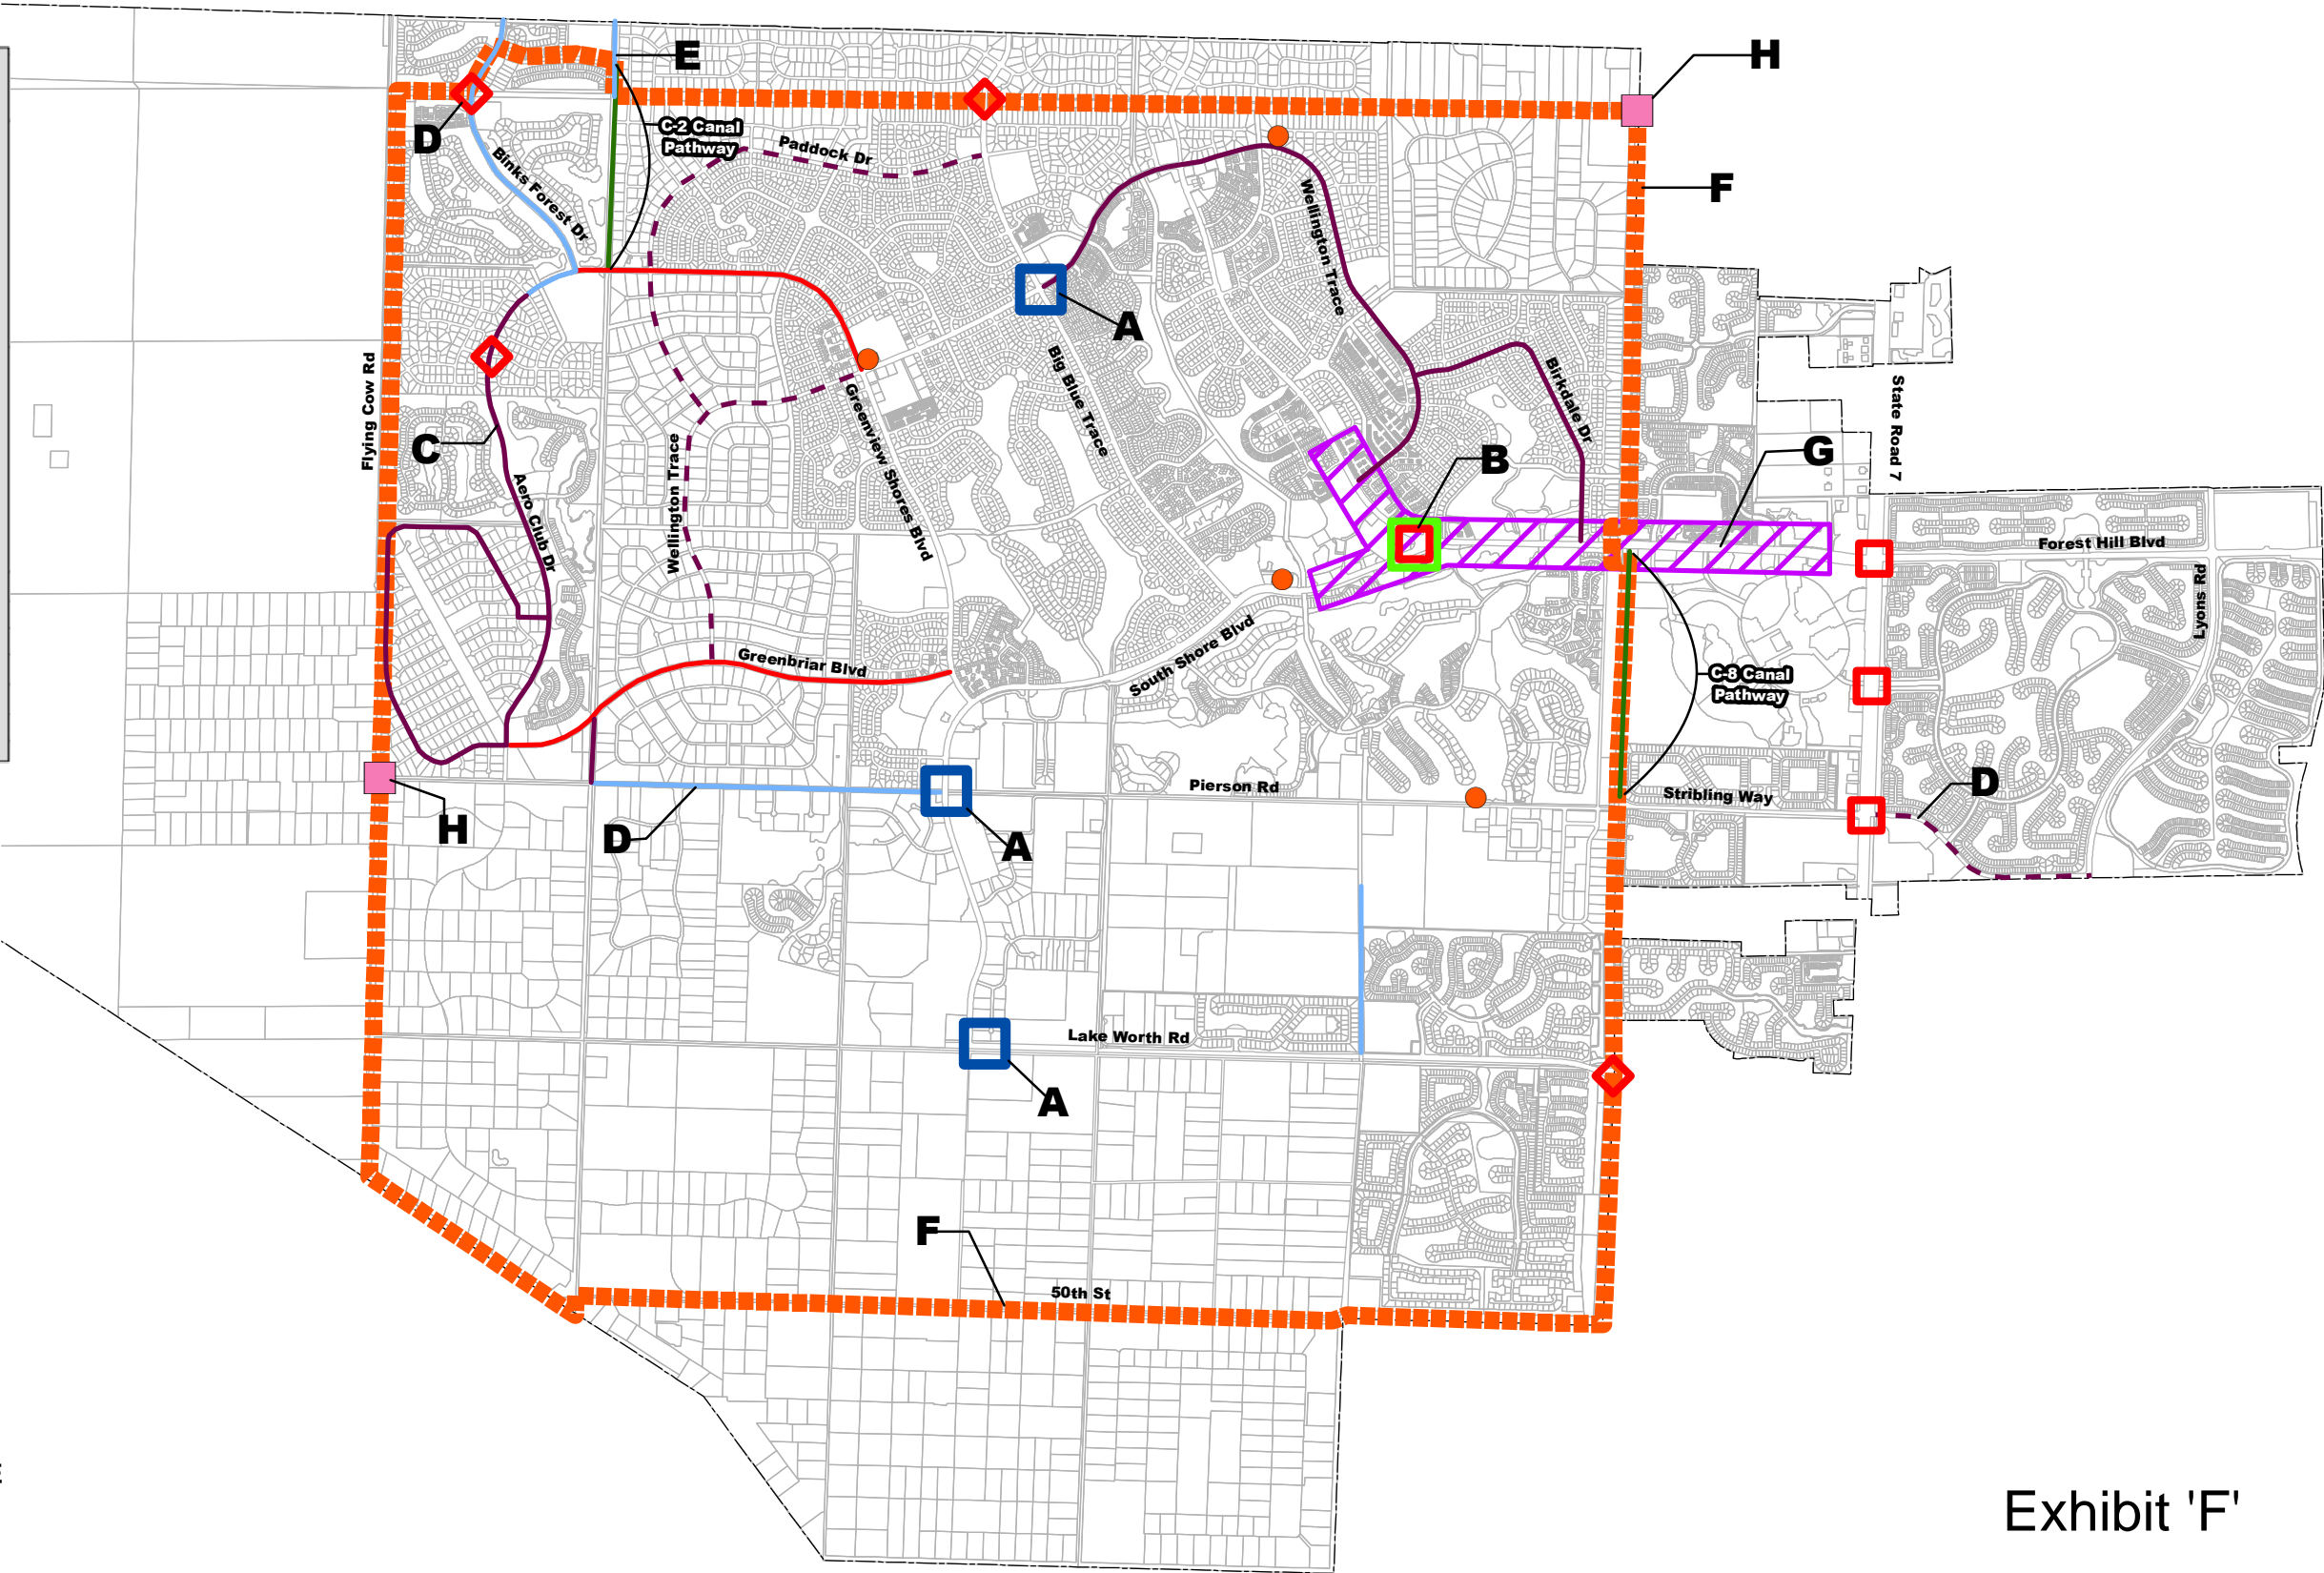 E
H
D
C-2 Canal
Pathway
Paddock Dr
Binks Forest Dr
F
Wellington Trace
A
Flying Cow Rd
Big Blue Trace
Birkdale Dr
State Road 7
C
Greenview Shores Blvd
Wellington Trace
B
G
Aero Club Dr
Forest Hill Blvd
Lyons Rd
South Shore Blvd
Greenbriar Blvd
C-8 Canal
Pathway
Pierson Rd
Stribling Way
D
H
D
A
Lake Worth Rd
A
F
50th St
Exhibit 'F'